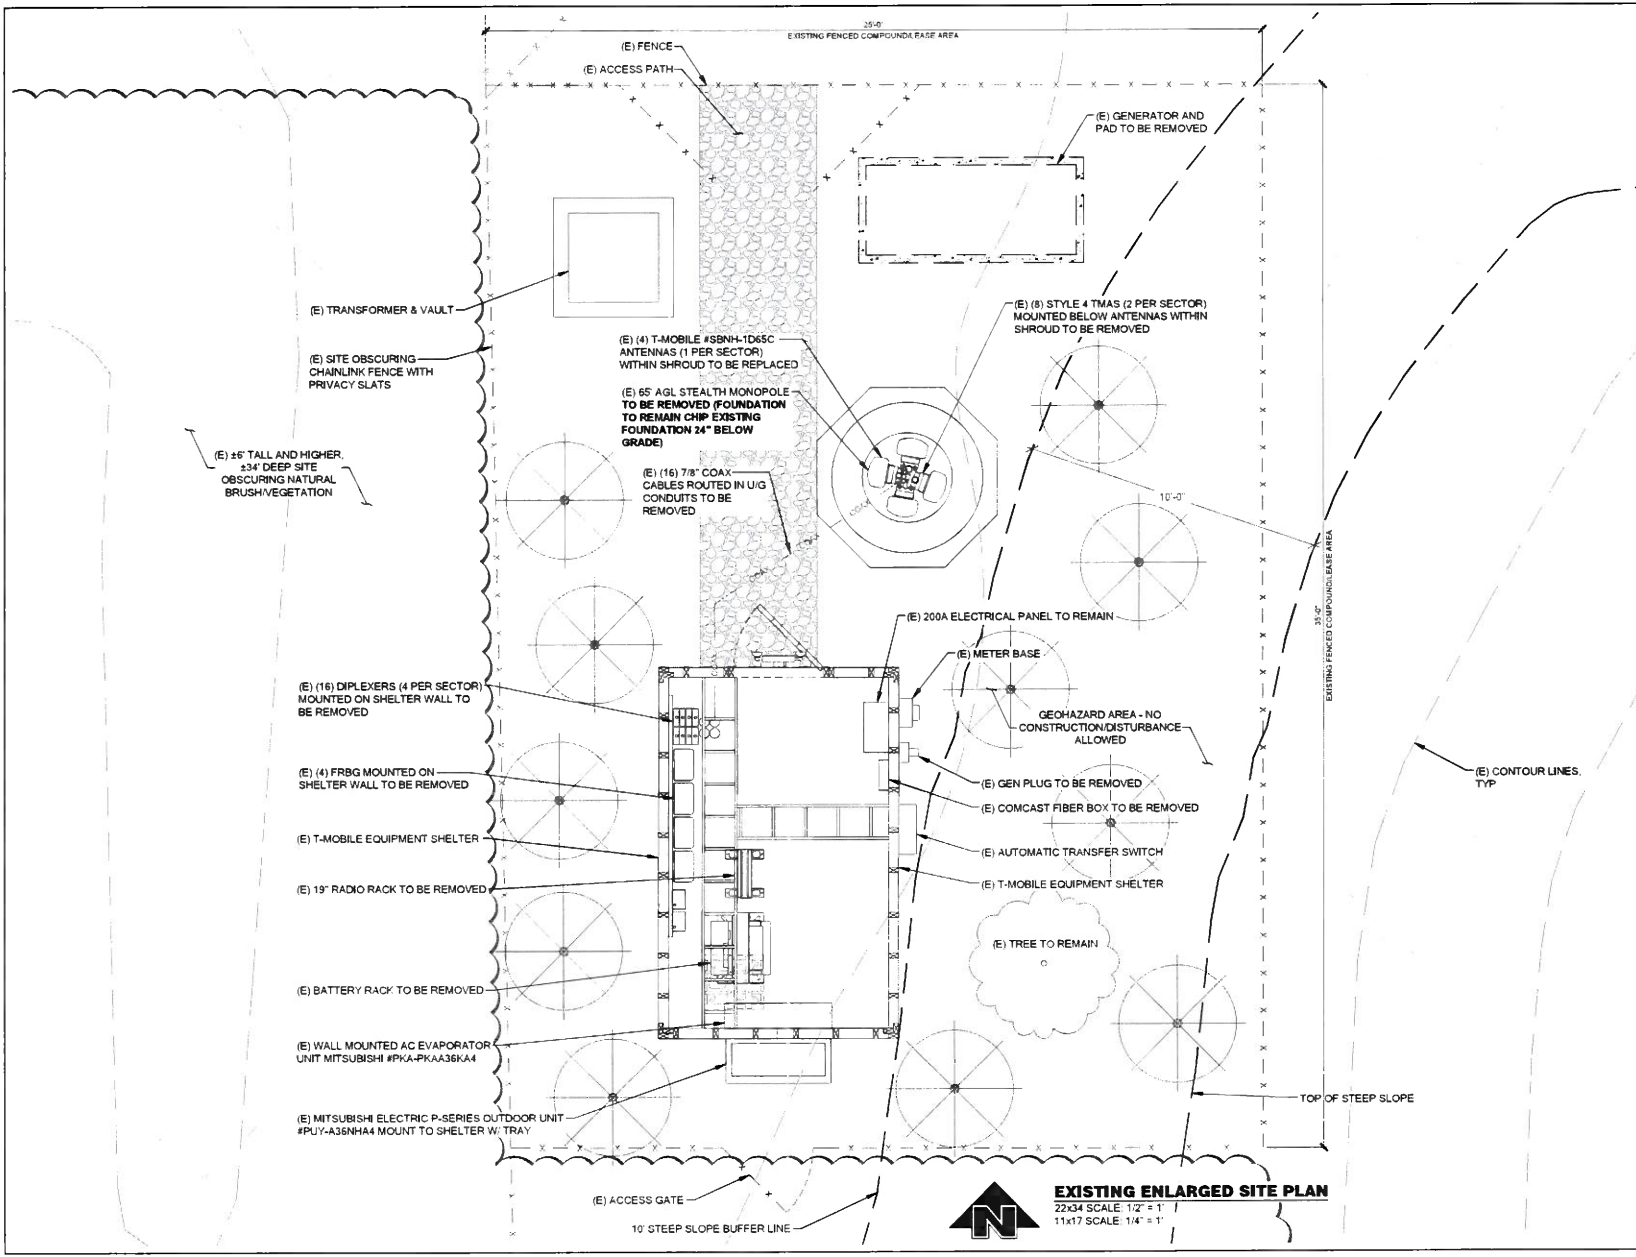 25'-0"
EXISTING FENCED COMPOUND/LEASE AREA
(E) FENCE
(E) ACCESS PATH
(E) GENERATOR AND
PAD TO BE REMOVED
(E) TRANSFORMER & VAULT
(E) (8) STYLE 4 TMAS (2 PER SECTOR)
MOUNTED BELOW ANTENNAS WITHIN
SHROUD TO BE REMOVED
(E) (4) T-MOBILE #SBNH-1D65C
ANTENNAS (1 PER SECTOR)
WITHIN SHROUD TO BE REPLACED
(E) SITE OBSCURING
CHAINLINK FENCE WITH
PRIVACY SLATS
(E) 65' AGL STEALTH MONOPOLE
TO BE REMOVED (FOUNDATION
TO REMAIN CHIP EXISTING
FOUNDATION 24" BELOW
GRADE)
(E) ±6' TALL AND HIGHER,
±34' DEEP SITE
OBSCURING NATURAL
BRUSH/VEGETATION
(E) (16) 7/8" COAX
CABLES ROUTED IN U/G
CONDUITS TO BE
REMOVED
COAX
COAX
10'-0"
35'-0"
EXISTING FENCED COMPOUND/LEASE AREA
(E) 200A ELECTRICAL PANEL TO REMAIN
(E) METER BASE
(E) (16) DIPLEXERS (4 PER SECTOR)
MOUNTED ON SHELTER WALL TO
BE REMOVED
GEOHAZARD AREA - NO
CONSTRUCTION/DISTURBANCE
ALLOWED
(E) (4) FRBG MOUNTED ON
SHELTER WALL TO BE REMOVED
(E) GEN PLUG TO BE REMOVED
(E) CONTOUR LINES,
TYP
(E) COMCAST FIBER BOX TO BE REMOVED
(E) T-MOBILE EQUIPMENT SHELTER
(E) AUTOMATIC TRANSFER SWITCH
(E) 19" RADIO RACK TO BE REMOVED
(E) T-MOBILE EQUIPMENT SHELTER
(E) TREE TO REMAIN
(E) BATTERY RACK TO BE REMOVED
(E) WALL MOUNTED AC EVAPORATOR
UNIT MITSUBISHI #PKA-PKAA36KA4
(E) MITSUBISHI ELECTRIC P-SERIES OUTDOOR UNIT
#PUY-A36NHA4 MOUNT TO SHELTER W/ TRAY
TOP OF STEEP SLOPE
(E) ACCESS GATE
10' STEEP SLOPE BUFFER LINE
N
EXISTING ENLARGED SITE PLAN
22x34 SCALE: 1/2" = 1'
11x17 SCALE: 1/4" = 1'